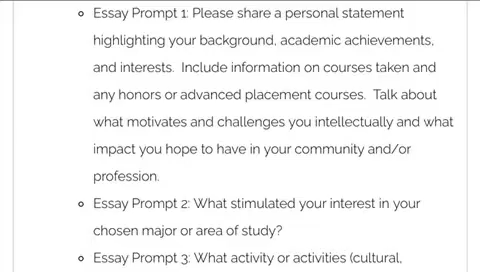 Essay Prompt 1: Please share a personal statement
highlighting your background, academic achievements,
and interests.  Include information on courses taken and
any honors or advanced placement courses.  Talk about
what motivates and challenges you intellectually and what
impact you hope to have in your community and/or
profession.
Essay Prompt 2: What stimulated your interest in your
chosen major or area of study?
Essay Prompt 3: What activity or activities (cultural,